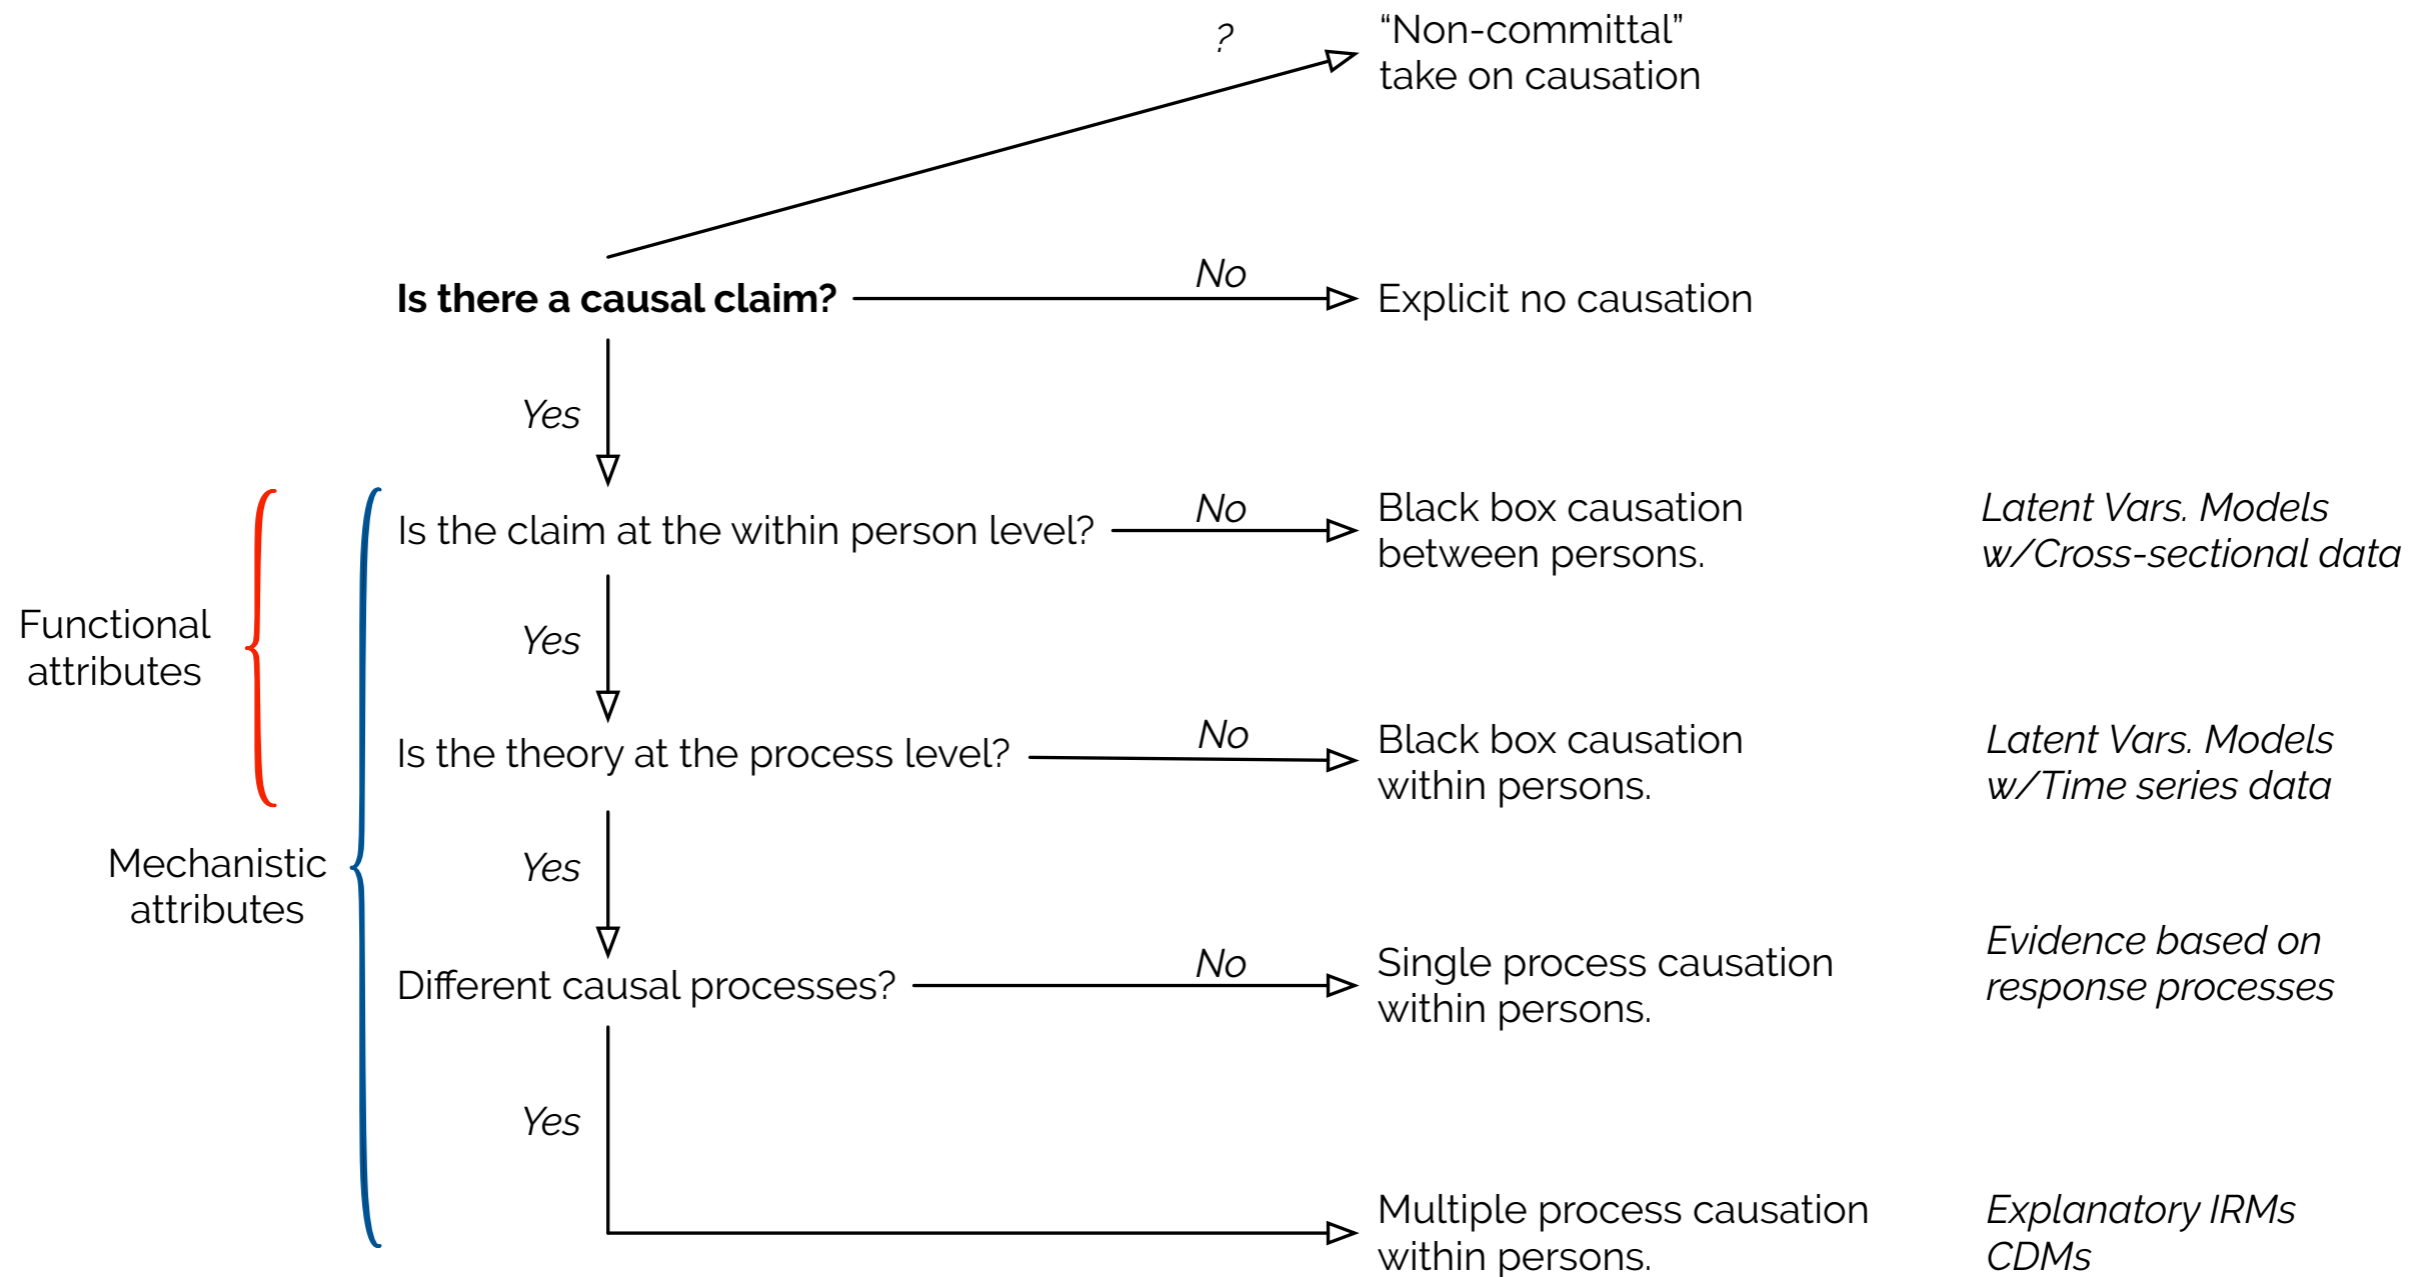 ?
“Non-committal”
take on causation
Is there a causal claim?
No
Explicit no causation
Yes
Is the claim at the within person level?
No
Black box causation
between persons.
Latent Vars. Models
w/Cross-sectional data
Functional
attributes
Yes
Is the theory at the process level?
No
Black box causation
within persons.
Latent Vars. Models
w/Time series data
Mechanistic
attributes
Yes
Different causal processes?
No
Single process causation
within persons.
Evidence based on
response processes
Yes
Multiple process causation
within persons.
Explanatory IRMs
CDMs